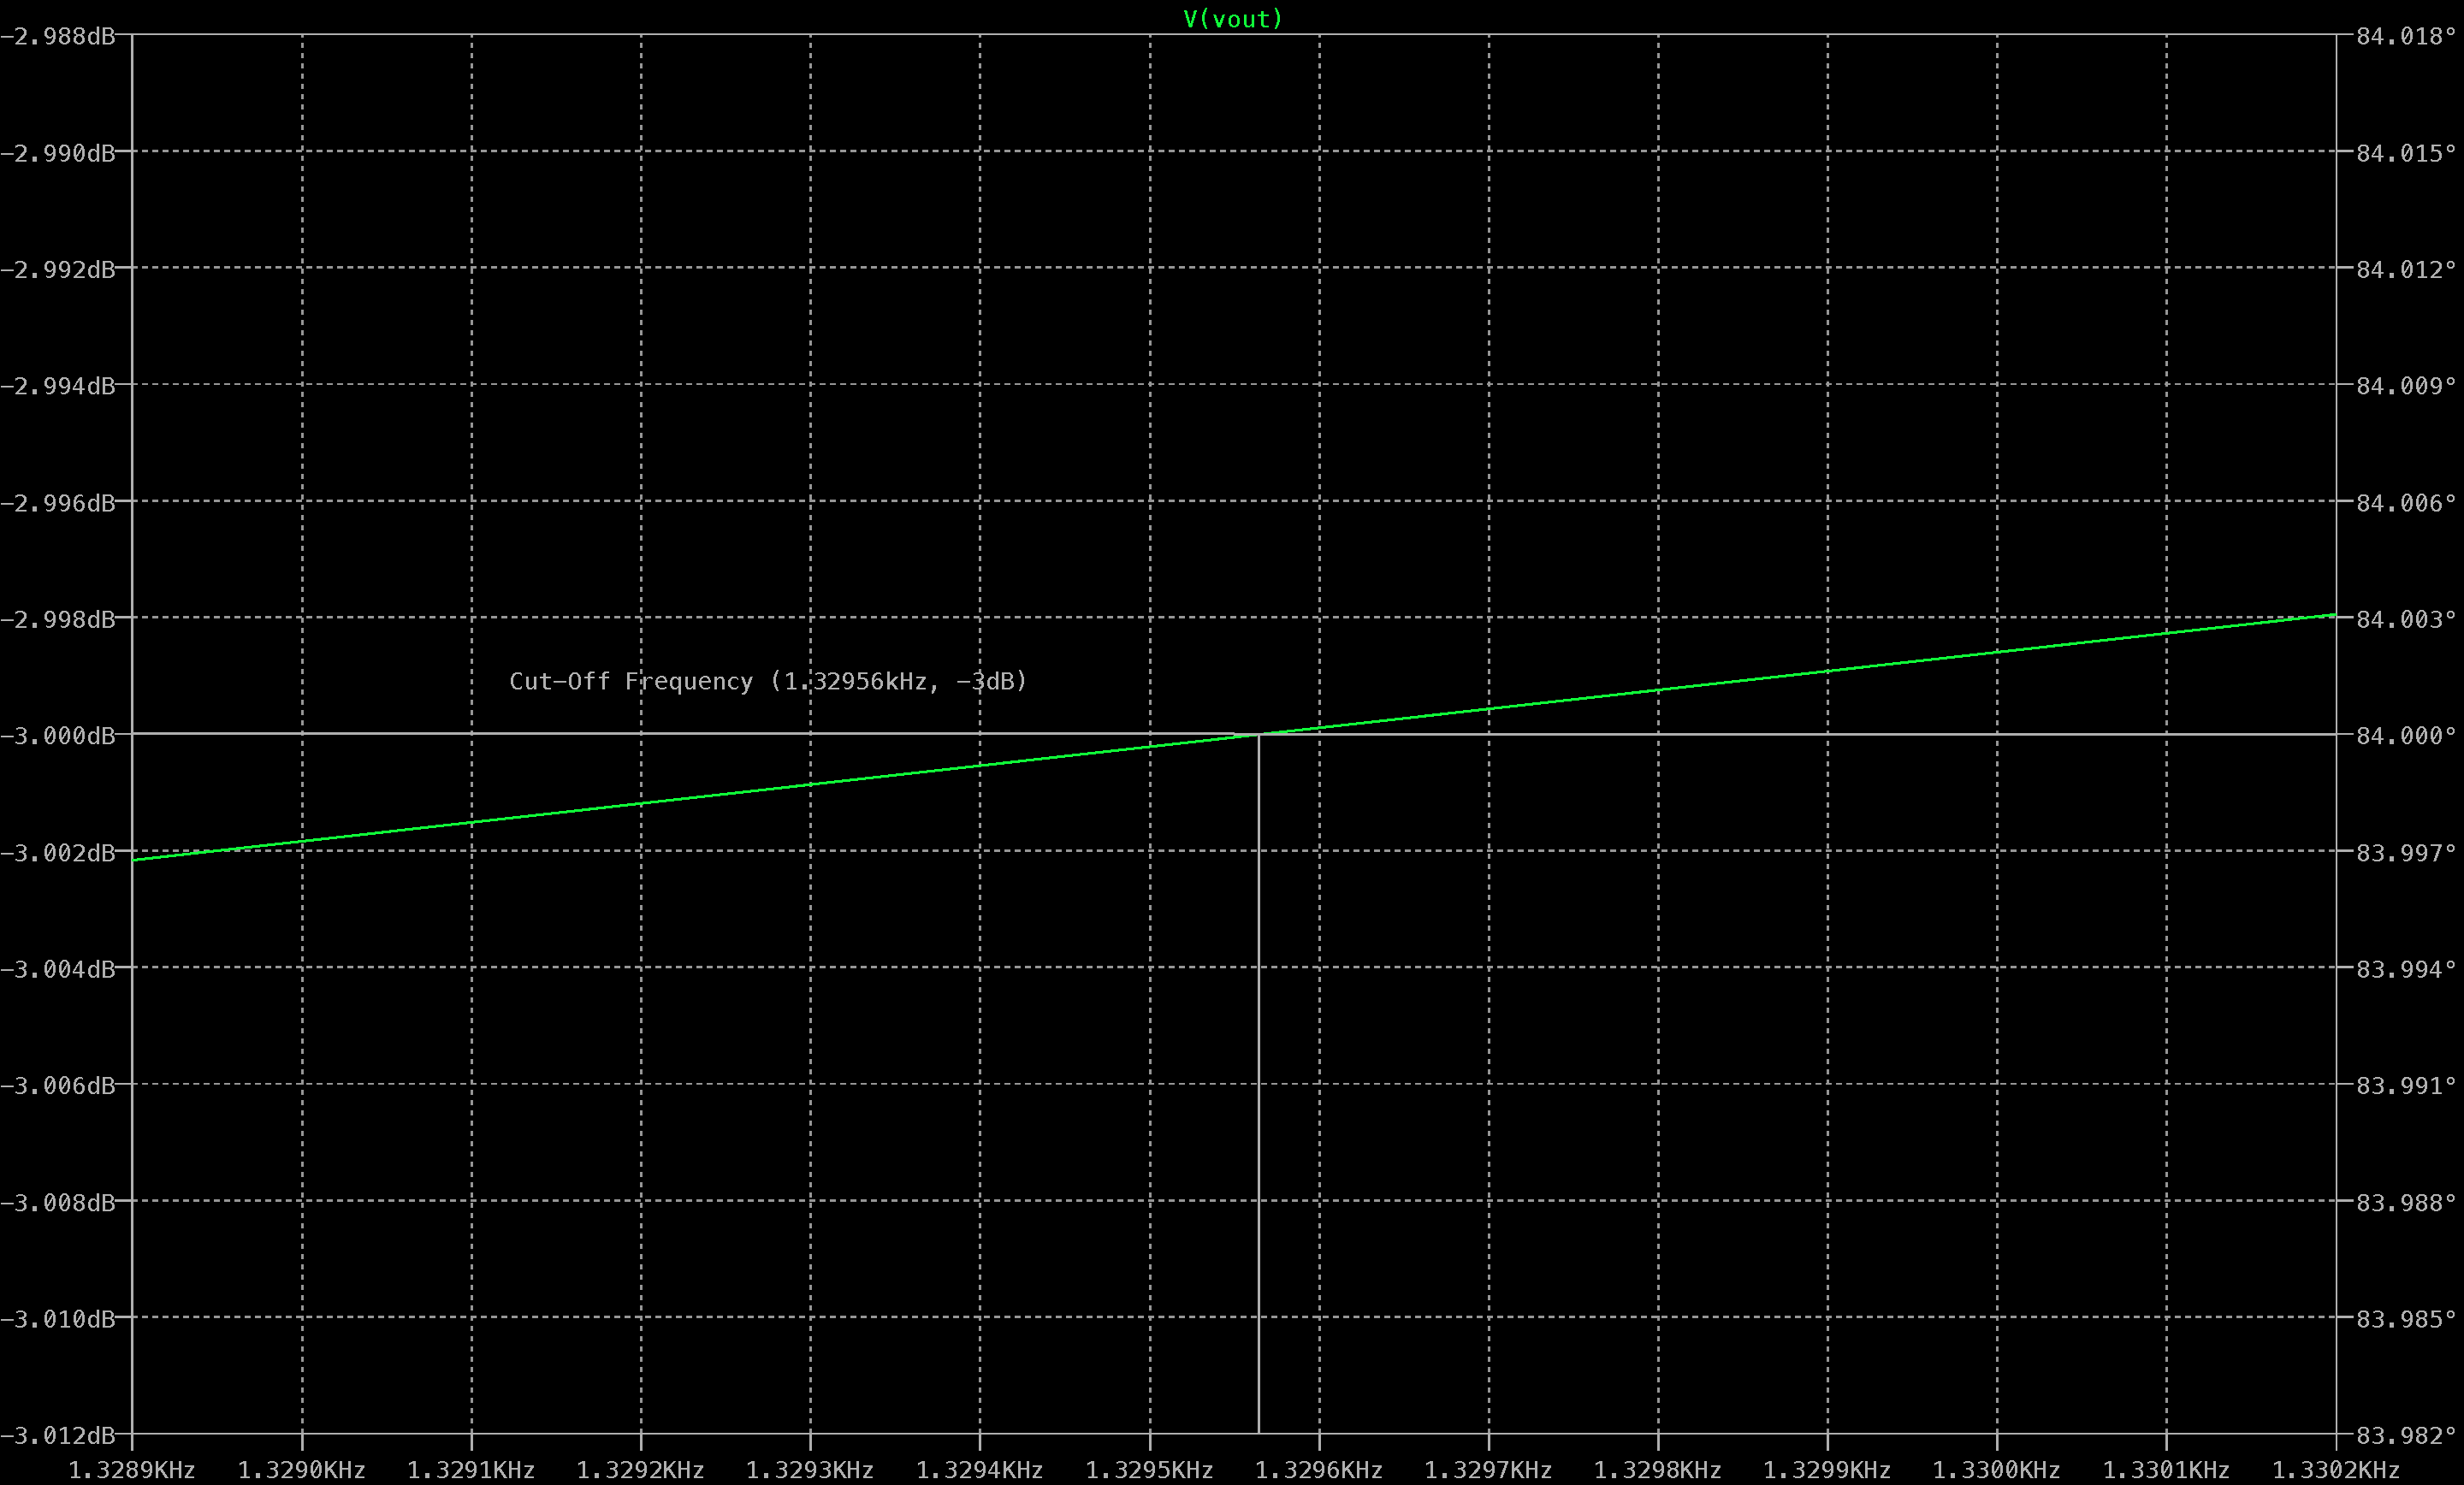 V(vout)
−2.988dB 84.018°
−2.990dB 84.015°
−2.992dB 84.012°
−2.994dB 84.009°
−2.996dB 84.006°
−2.998dB 84.003°
Cut−Off Frequency (1.32956kHz, −3dB)
−3.000dB 84.000°
−3.002dB 83.997°
−3.004dB 83.994°
−3.006dB 83.991°
−3.008dB 83.988°
−3.010dB 83.985°
−3.012dB 83.982°
1.3289KHz 1.3290KHz 1.3291KHz 1.3292KHz 1.3293KHz 1.3294KHz 1.3295KHz 1.3296KHz 1.3297KHz 1.3298KHz 1.3299KHz 1.3300KHz 1.3301KHz 1.3302KHz